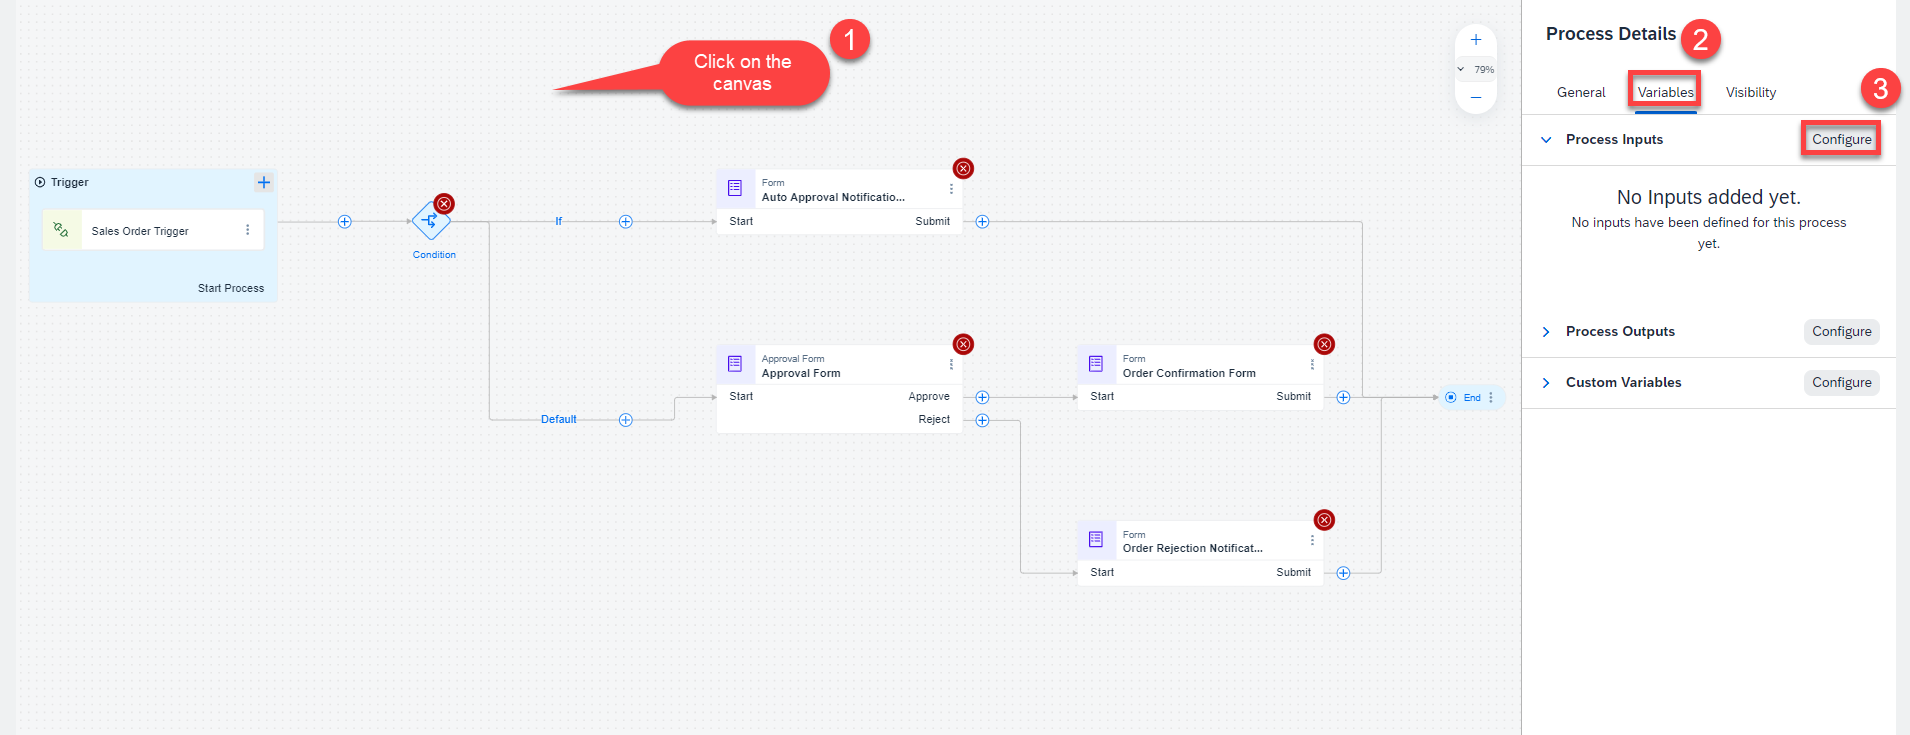 Click on the
canvas
1
79%
Trigger
Sales Order Trigger
Start Process
Condition
If
Default
Form
Auto Approval Notificatio...
Start Submit
Approval Form
Approval Form
Start Approve
Reject
Form
Order Confirmation Form
Start Submit
Form
Order Rejection Notificat...
Start Submit
End
Process Details
2
General Variables Visibility
3
Process Inputs Configure
No Inputs added yet.
No inputs have been defined for this process
yet.
Process Outputs Configure
Custom Variables Configure